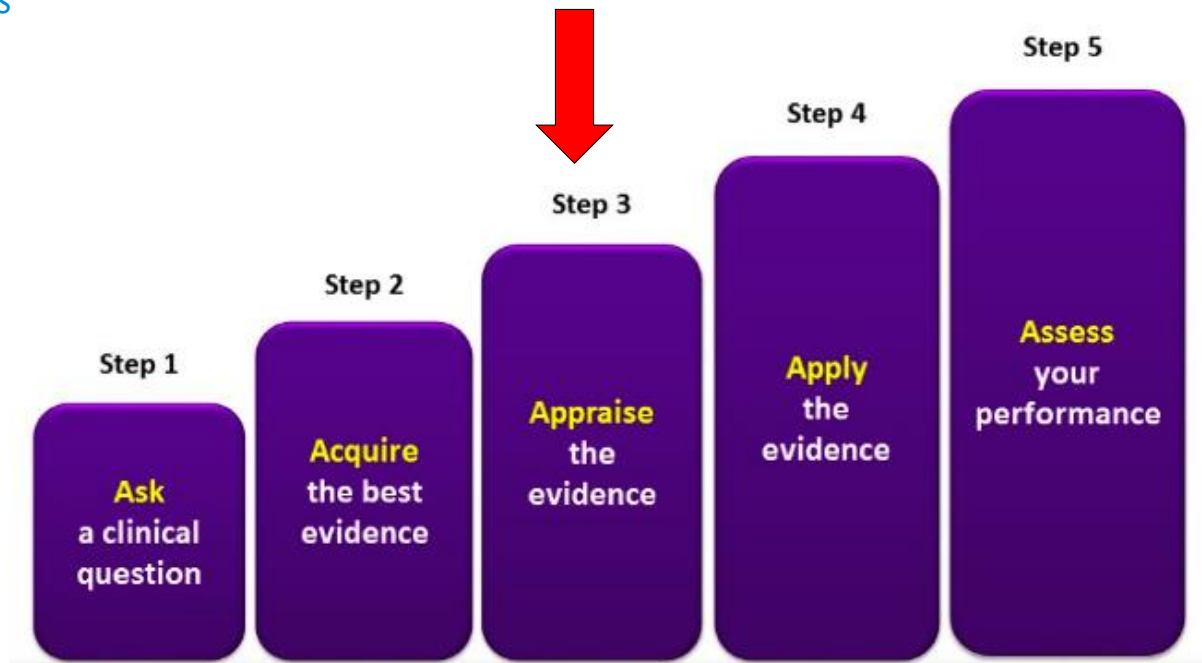 Step 1
Ask
a clinical
question
Step 2
Acquire
the best
evidence
Step 3
Appraise
the
evidence
Step 4
Apply
the
evidence
Step 5
Assess
your
performance